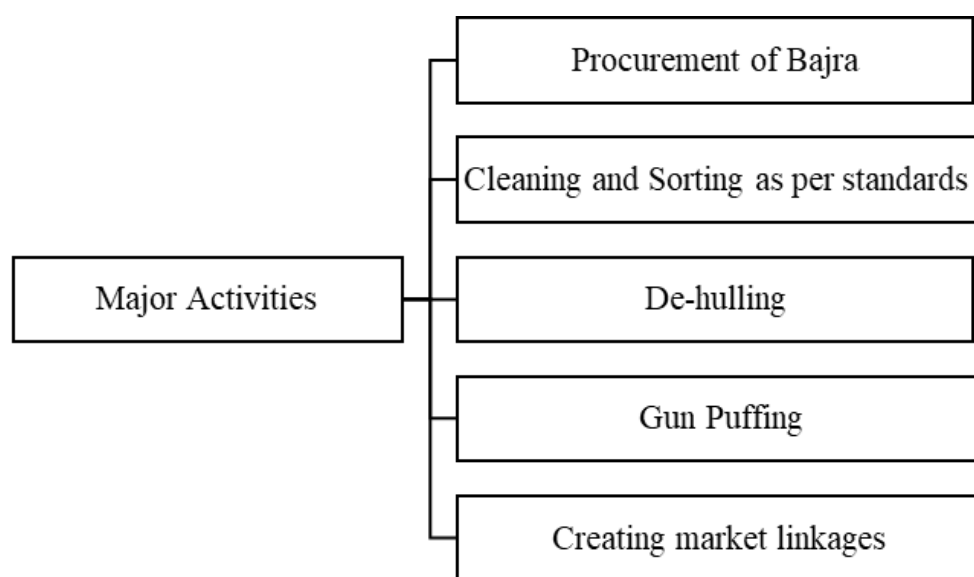 Procurement of Bajra
Cleaning and Sorting as per standards
Major Activities
De-hulling
Gun Puffing
Creating market linkages